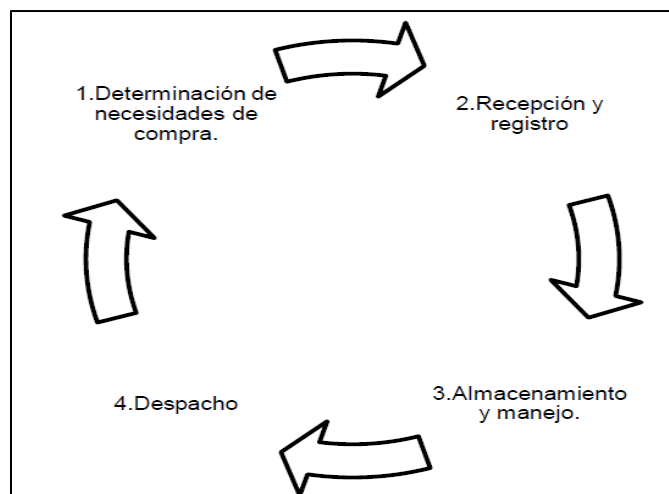 1.Determinación de
necesidades de
compra.
2.Recepción y
registro
3.Almacenamiento
y manejo.
4.Despacho